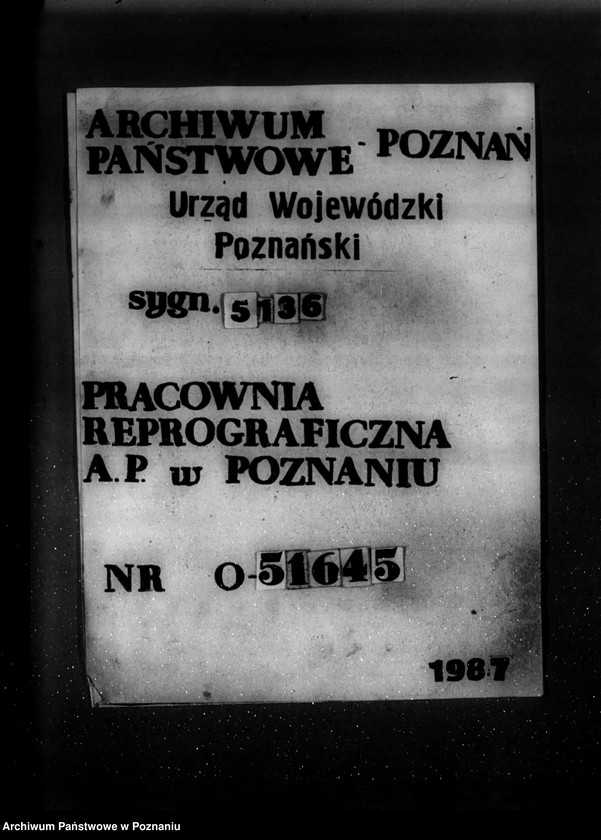 ARCHIWUM
PAŃSTWOWE - POZNAŃ
Urząd Wojewódzki
Poznański
sygn. 5136
PRACOWNIA
REPROGRAFICZNA
A.P. w POZNANIU
NR O-51645
1987
Archiwum Państwowe w Poznaniu